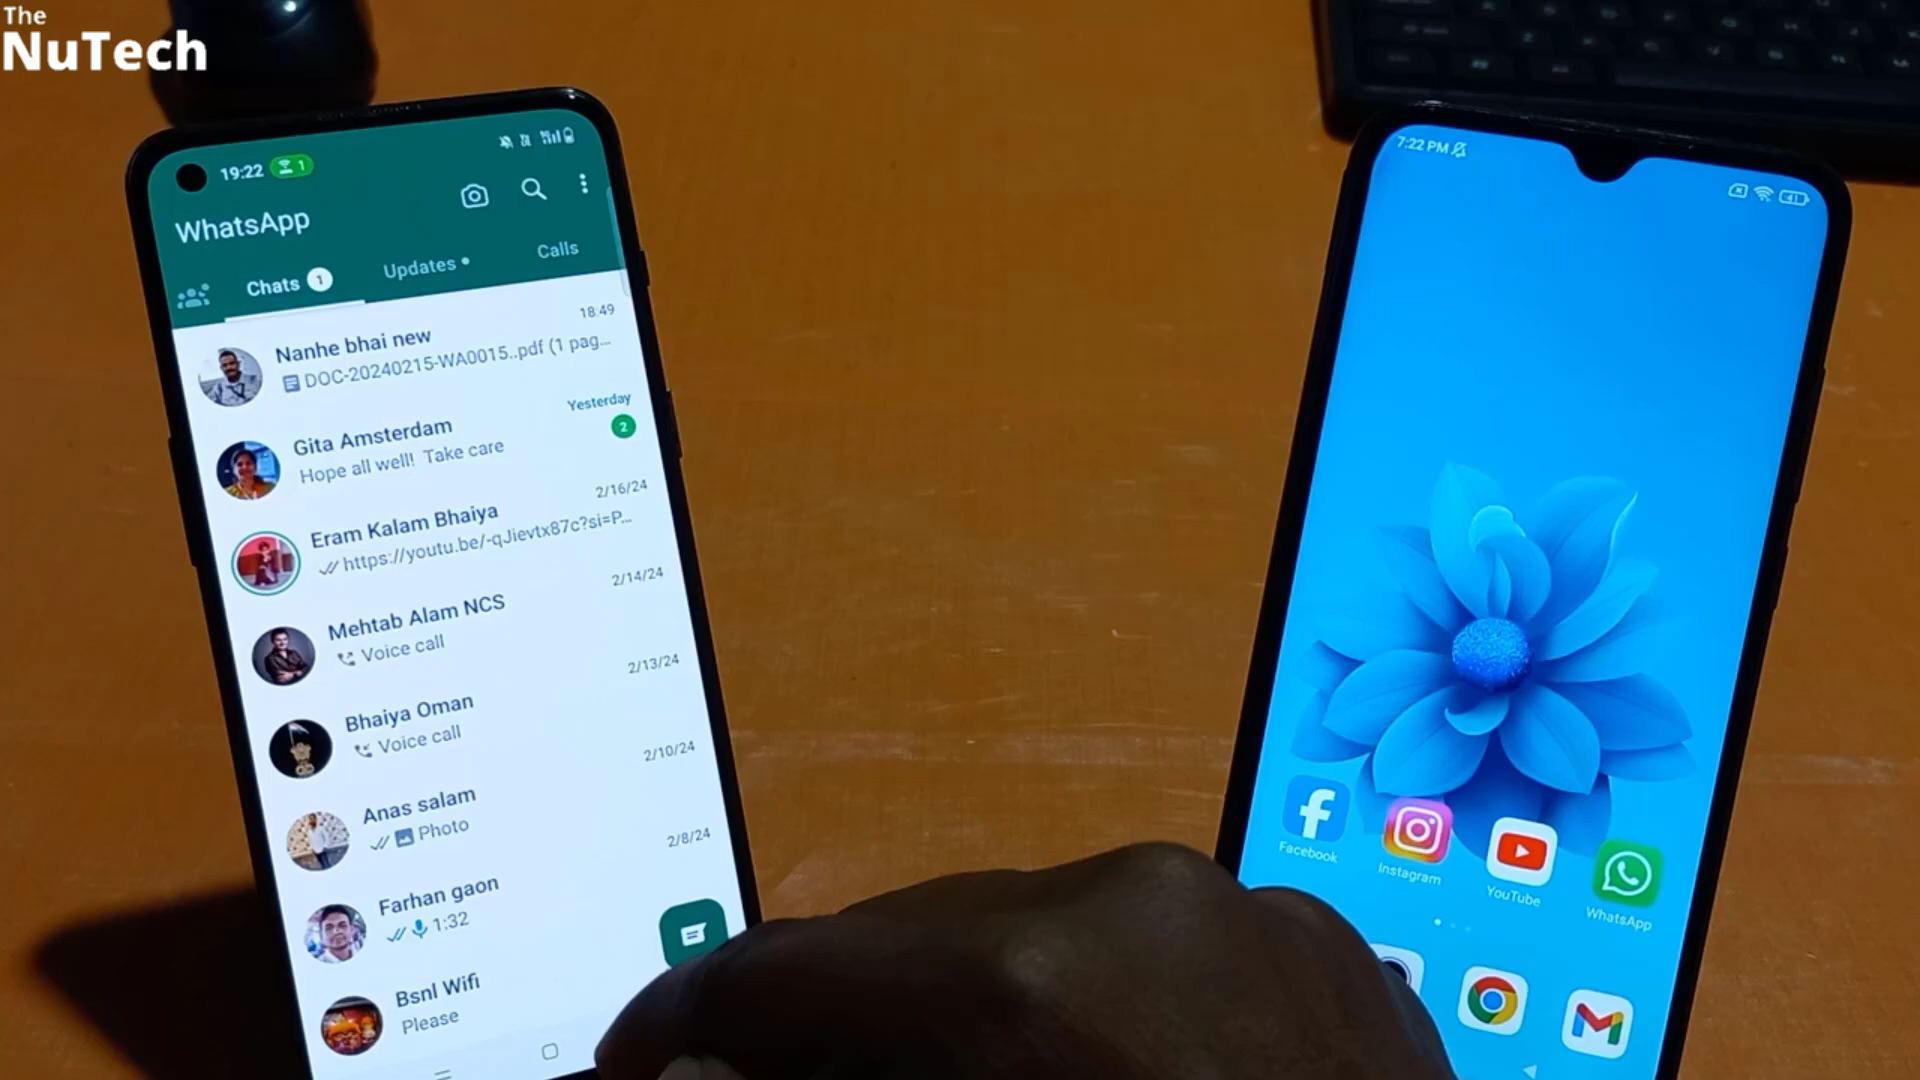 The
NuTech
19:22
1
WhatsApp
Chats 1
Updates
Calls
Nanhe bhai new
18:49
DOC-20240215-WA0015..pdf (1 pag...
Gita Amsterdam
Yesterday
Hope all well! Take care
2
Eram Kalam Bhaiya
2/16/24
https://youtu.be/-qJievtx87c?si=P...
Mehtab Alam NCS
2/14/24
Voice call
Bhaiya Oman
2/13/24
Voice call
Anas salam
2/10/24
Photo
Farhan gaon
2/8/24
1:32
Bsnl Wifi
Please
7:22 PM
41
Facebook
Instagram
YouTube
WhatsApp